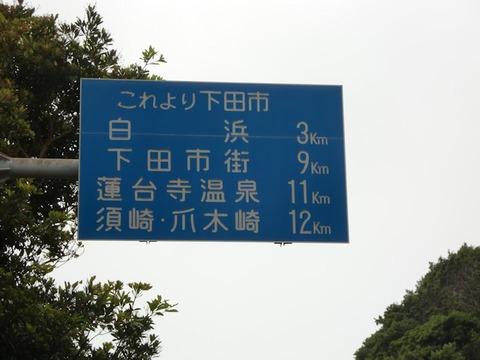 これより下田市
白浜 3Km
下田市街 9Km
蓮台寺温泉 11Km
須崎・爪木崎 12Km